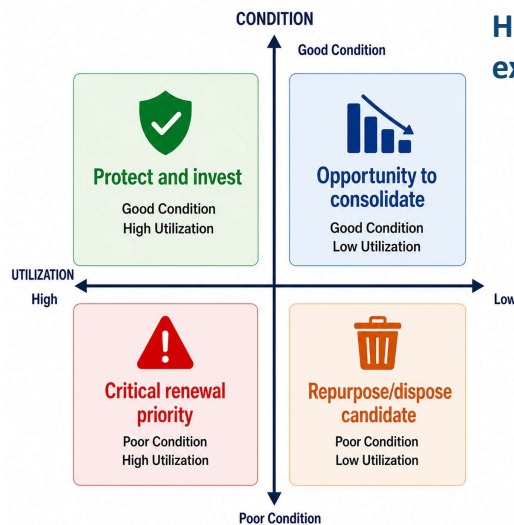 CONDITION
Good Condition
Protect and invest
Good Condition
High Utilization
Opportunity to
consolidate
Good Condition
Low Utilization
UTILIZATION
High
Low
Critical renewal
priority
Poor Condition
High Utilization
Repurpose/dispose
candidate
Poor Condition
Low Utilization
Poor Condition